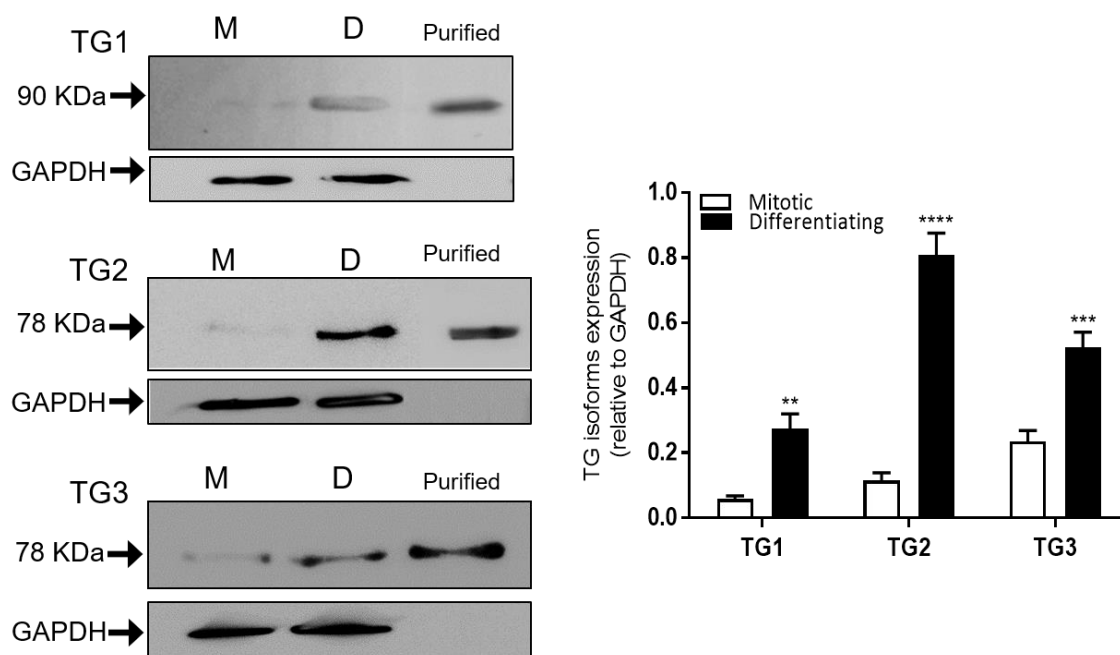 M D Purified
TG1
90 KDa
GAPDH
M D Purified
TG2
78 KDa
GAPDH
M D Purified
TG3
78 KDa
GAPDH
TG isoforms expression
(relative to GAPDH)
1.0
0.8
0.6
0.4
0.2
0.0
Mitotic
Differentiating
**
****
***
TG1 TG2 TG3